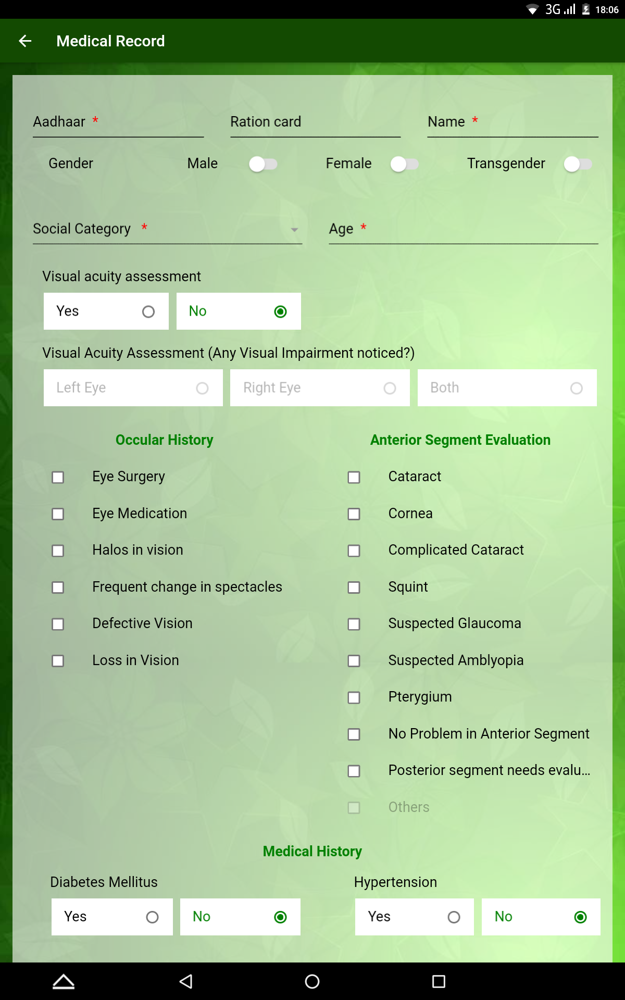 3G 18:06
Medical Record
Aadhaar * Ration card Name *
Gender Male Female Transgender
Social Category * Age *
Visual acuity assessment
Yes No
Visual Acuity Assessment (Any Visual Impairment noticed?)
Left Eye Right Eye Both
Occular History Anterior Segment Evaluation
Eye Surgery Cataract
Eye Medication Cornea
Halos in vision Complicated Cataract
Frequent change in spectacles Squint
Defective Vision Suspected Glaucoma
Loss in Vision Suspected Amblyopia
Pterygium
No Problem in Anterior Segment
Posterior segment needs evalu...
Others
Medical History
Diabetes Mellitus Hypertension
Yes No Yes No